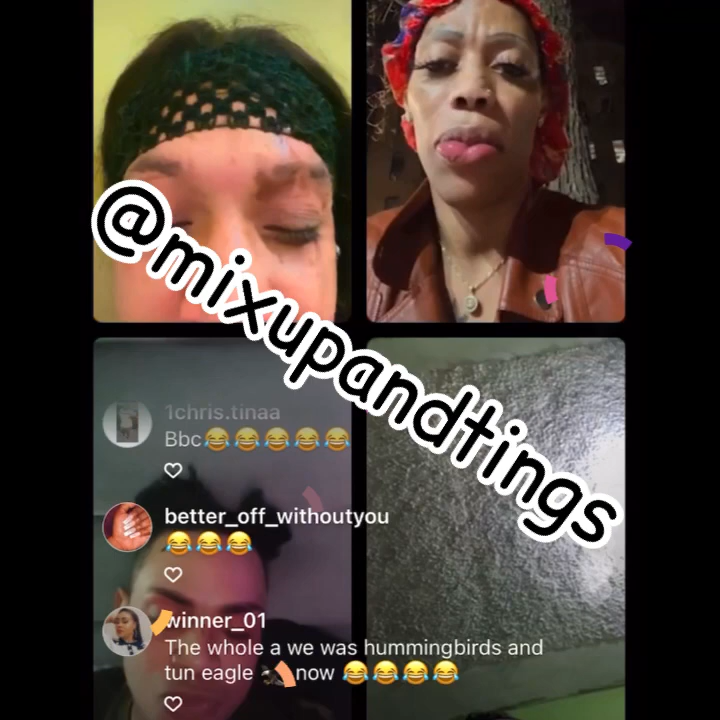 @mixupandtings
1chris.tinaa
Bbc😂😂😂😂😂
better_off_withoutyou
😂😂😂
winner_01
The whole a we was hummingbirds and
tun eagle 🦅now 😂😂😂😂